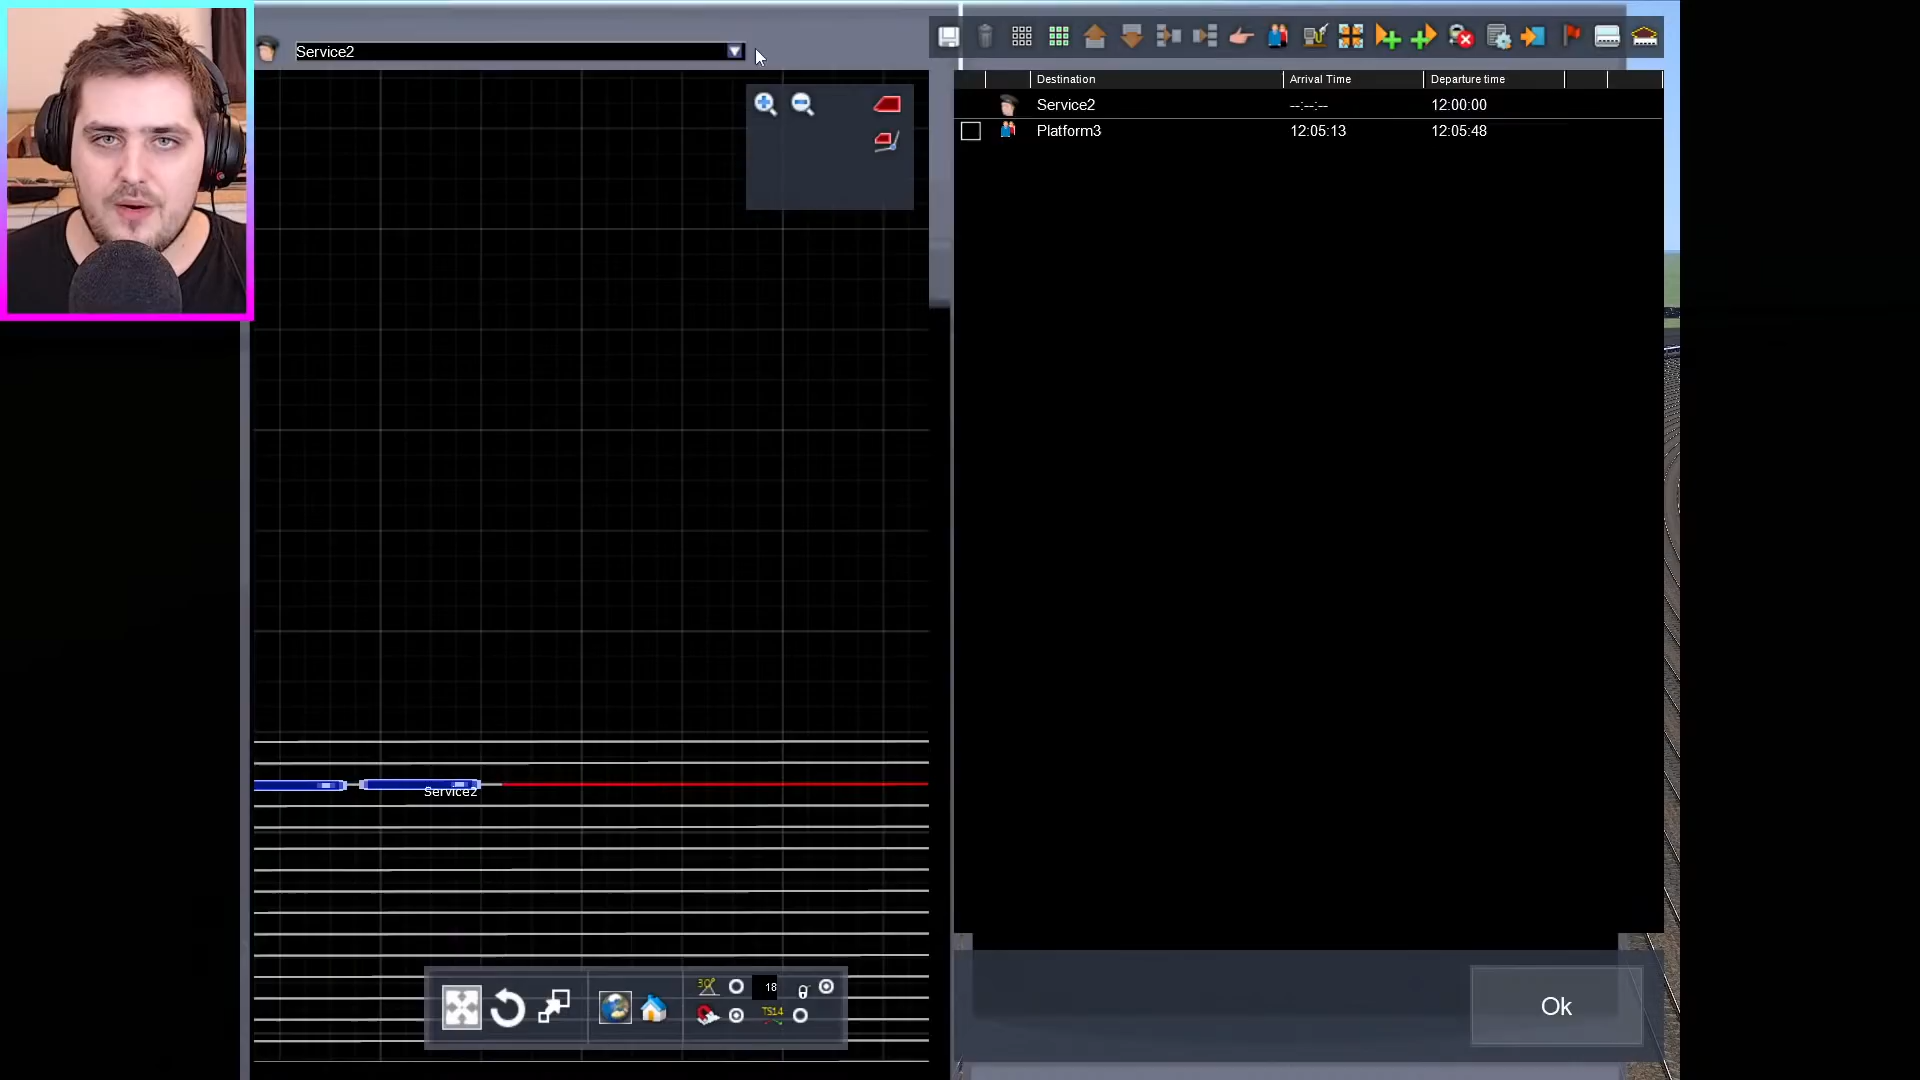 Service2
Destination
Arrival Time
Departure time
Service2
--:--:--
12:00:00
Platform3
12:05:13
12:05:48
Service2
30°
18
TS14
Ok